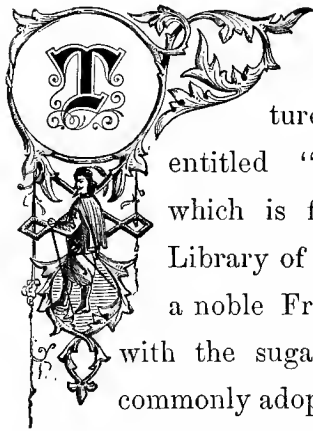 T
ture
entitled “
which is f
Library of
a noble Fr
with the suga
commonly adop